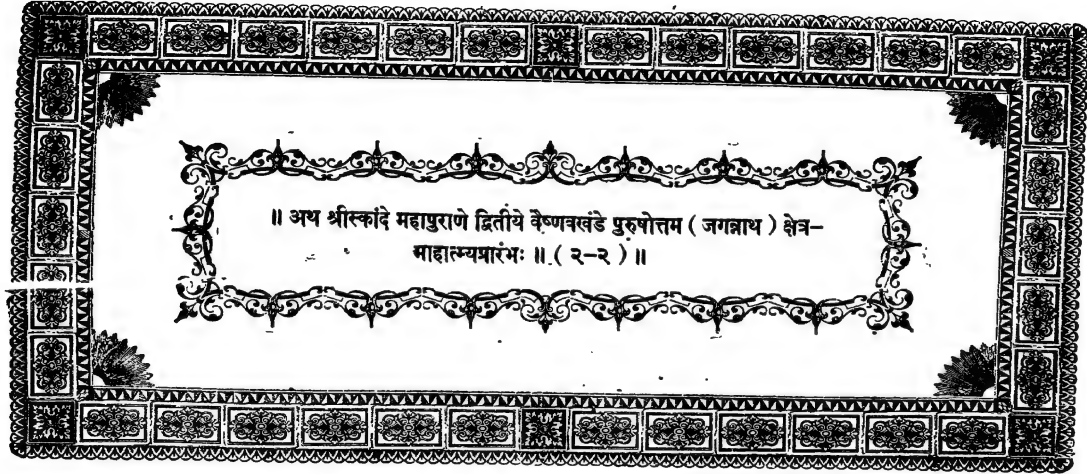 ॥ अथ श्रीस्कांदे महापुराणे द्वितीये वैष्णवखंडे पुरुषोत्तम ( जगन्नाथ ) क्षेत्र–
माहात्म्यप्रारंभः ॥ ( २–२ ) ॥